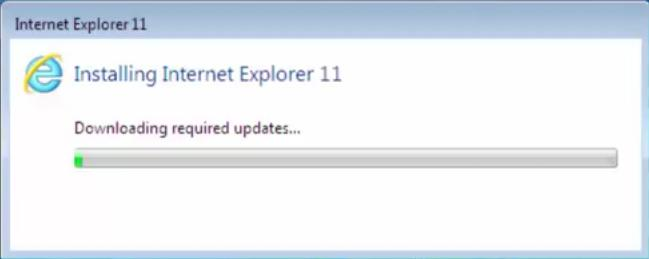 Internet Explorer 11
Installing Internet Explorer 11
Downloading required updates...